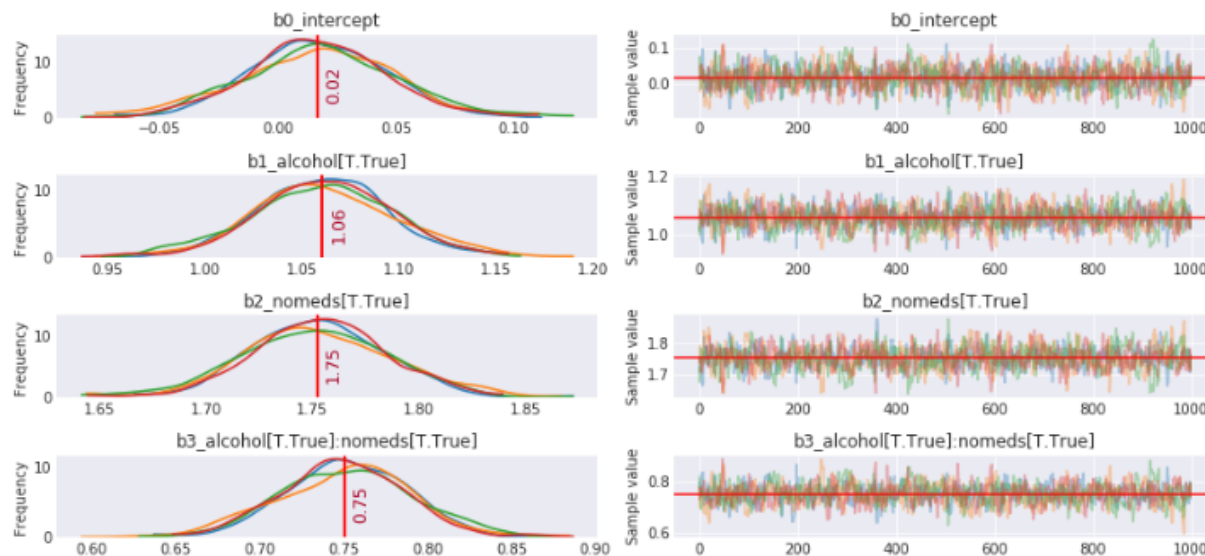 b0_intercept b0_intercept
Frequency 10 0 0.02 Sample value 0.1 0.0
−0.05 0.00 0.05 0.10 0 200 400 600 800 1000
b1_alcohol[T.True] b1_alcohol[T.True]
Frequency 10 0 1.06 Sample value 1.2 1.0
0.95 1.00 1.05 1.10 1.15 1.20 0 200 400 600 800 1000
b2_nomeds[T.True] b2_nomeds[T.True]
Frequency 10 0 1.75 Sample value 1.8 1.7
1.65 1.70 1.75 1.80 1.85 0 200 400 600 800 1000
b3_alcohol[T.True]:nomeds[T.True] b3_alcohol[T.True]:nomeds[T.True]
Frequency 10 0 0.75 Sample value 0.8 0.6
0.60 0.65 0.70 0.75 0.80 0.85 0.90 0 200 400 600 800 1000